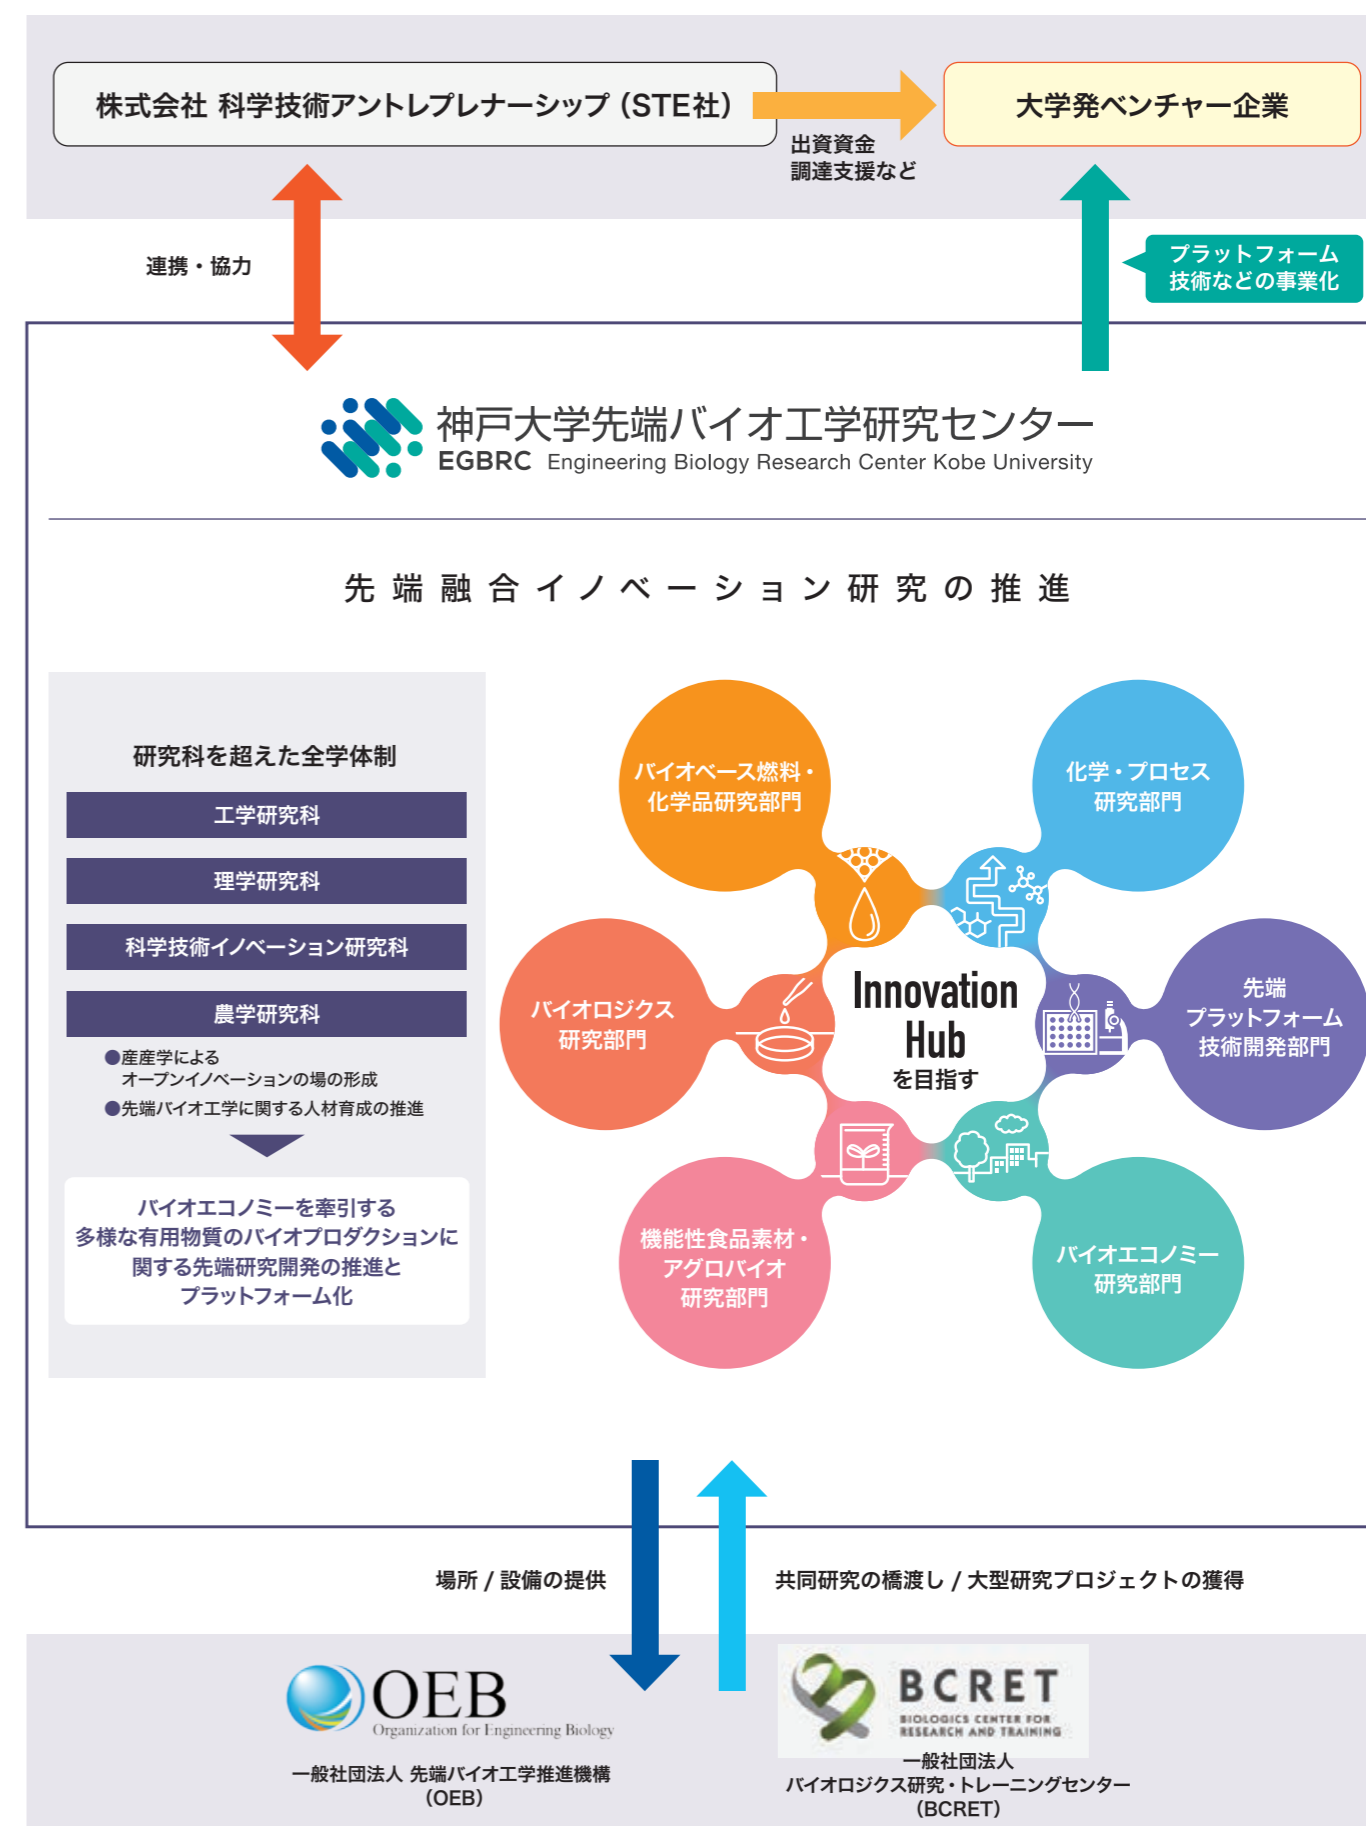 株式会社 科学技術アントレプレナーシップ（STE社）
大学発ベンチャー企業
出資資金
調達支援など
連携・協力
プラットフォーム
技術などの事業化
神戸大学先端バイオ工学研究センター
EGBRC Engineering Biology Research Center Kobe University
先端融合イノベーション研究の推進
研究科を超えた全学体制
工学研究科
理学研究科
科学技術イノベーション研究科
農学研究科
●産産学による
オープンイノベーションの場の形成
●先端バイオ工学に関する人材育成の推進
バイオエコノミーを牽引する
多様な有用物質のバイオプロダクションに
関する先端研究開発の推進と
プラットフォーム化
バイオベース燃料・
化学品研究部門
化学・プロセス
研究部門
バイオロジクス
研究部門
Innovation
Hub
を目指す
先端
プラットフォーム
技術開発部門
機能性食品素材・
アグロバイオ
研究部門
バイオエコノミー
研究部門
場所 / 設備の提供
共同研究の橋渡し / 大型研究プロジェクトの獲得
OEB
Organization for Engineering Biology
一般社団法人 先端バイオ工学推進機構
（OEB）
BCRET
BIOLOGICS CENTER FOR
RESEARCH AND TRAINING
一般社団法人
バイオロジクス研究・トレーニングセンター
（BCRET）